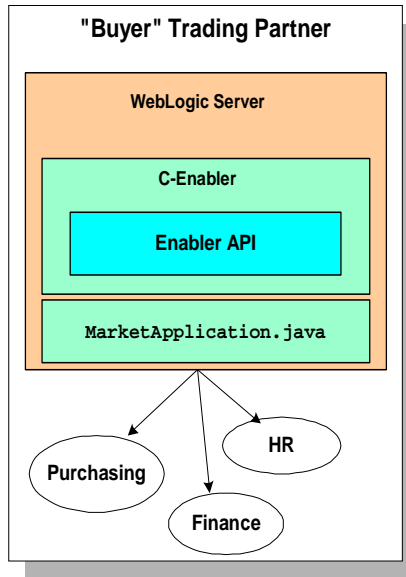 "Buyer" Trading Partner
WebLogic Server
C-Enabler
Enabler API
MarketApplication.java
HR
Purchasing
Finance